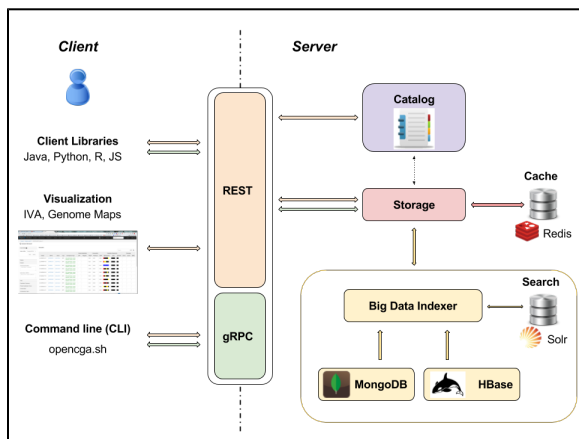 Client
Server
Client Libraries
Java, Python, R, JS
Visualization
IVA, Genome Maps
Command line (CLI)
opencga.sh
REST
gRPC
Catalog
Storage
Cache
Redis
Big Data Indexer
Search
Solr
MongoDB
HBase